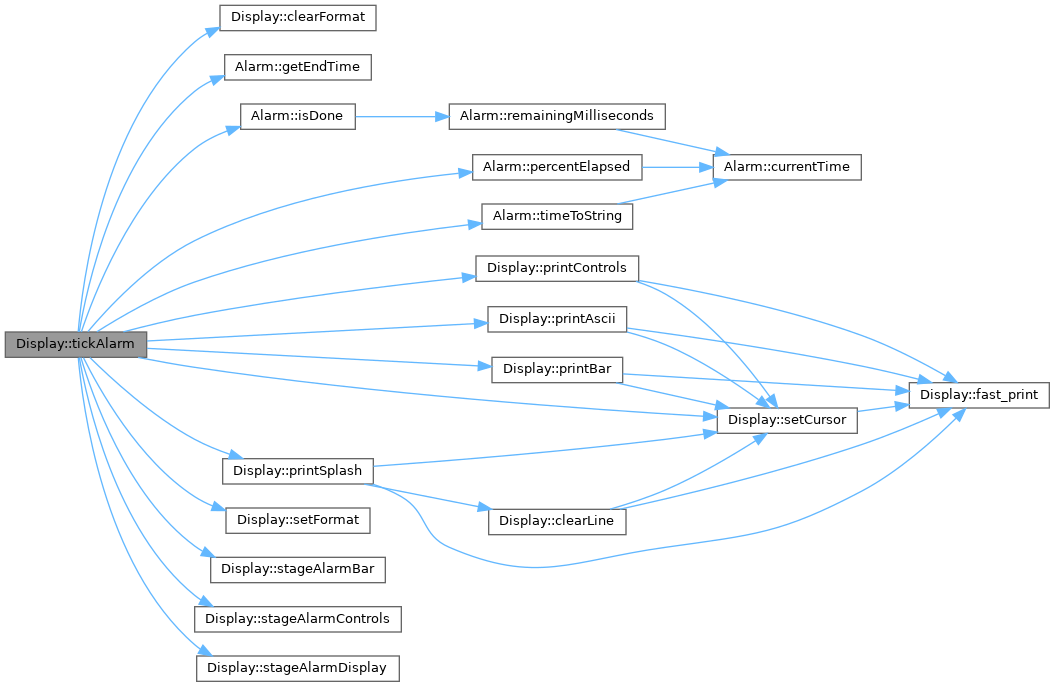 Display::clearFormat
Alarm::getEndTime
Alarm::isDone
Alarm::remainingMilliseconds
Alarm::percentElapsed
Alarm::currentTime
Alarm::timeToString
Display::printControls
Display::printAscii
Display::tickAlarm
Display::printBar
Display::fast_print
Display::setCursor
Display::printSplash
Display::setFormat
Display::clearLine
Display::stageAlarmBar
Display::stageAlarmControls
Display::stageAlarmDisplay